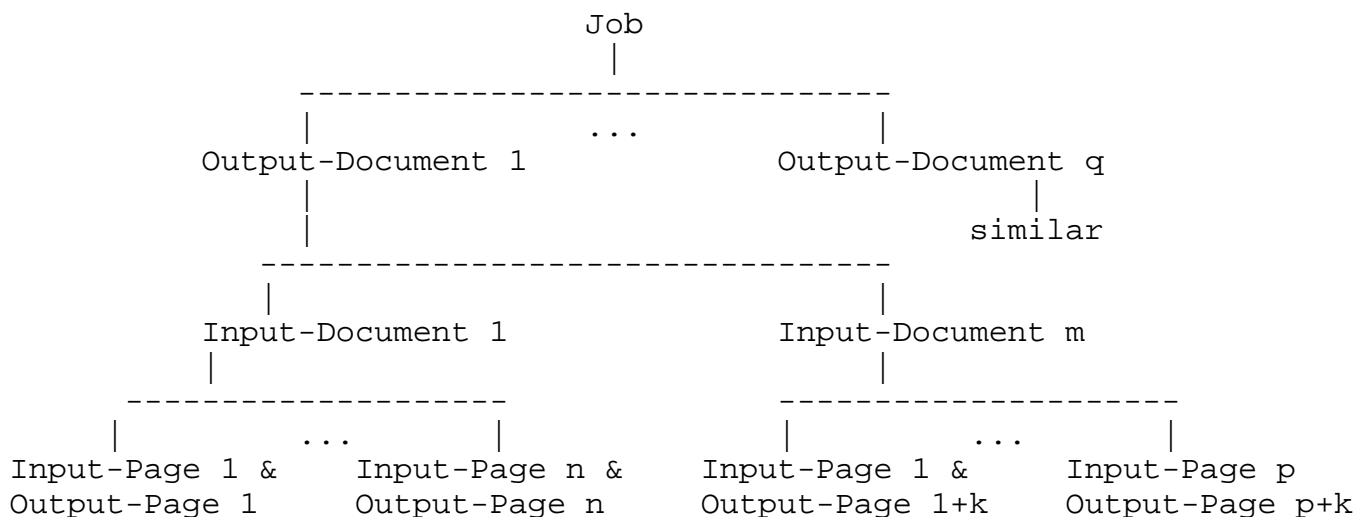 Job
...
Output-Document 1 Output-Document q
similar
Input-Document 1 Input-Document m
... ...
Input-Page 1 & Input-Page n & Input-Page 1 & Input-Page p
Output-Page 1 Output-Page n Output-Page 1+k Output-Page p+k